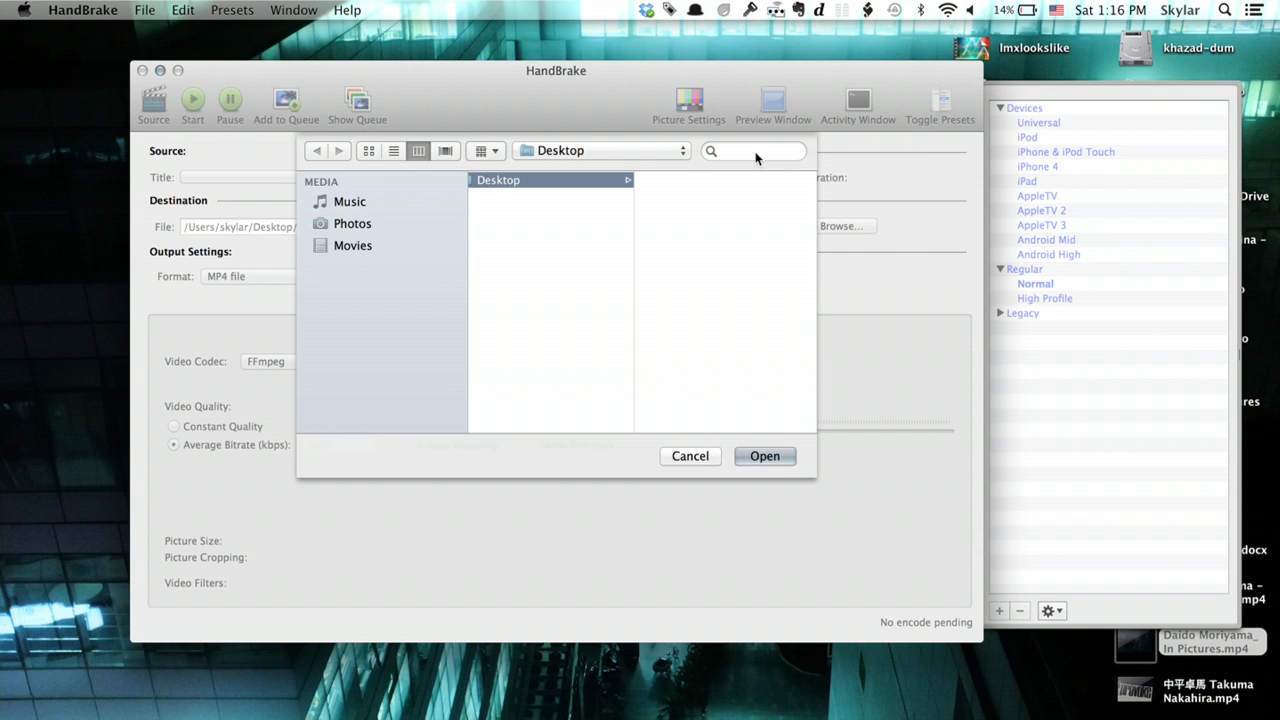 HandBrake File Edit Presets Window Help
14% Sat 1:16 PM Skylar
lmxlookslike khazad-dum
HandBrake
Source Start Pause Add to Queue Show Queue Picture Settings Preview Window Activity Window Toggle Presets
Source:
Title:
Destination
File: /Users/skylar/Desktop/
Browse...
Output Settings:
Format: MP4 file
Video Codec: FFmpeg
Video Quality:
Constant Quality
Average Bitrate (kbps):
Picture Size:
Picture Cropping:
Video Filters:
No encode pending
Desktop
MEDIA
Music
Photos
Movies
Desktop
Cancel Open
ration:
Devices
Universal
iPod
iPhone & iPod Touch
iPhone 4
iPad
AppleTV
AppleTV 2
AppleTV 3
Android Mid
Android High
Regular
Normal
High Profile
Legacy
Drive
ina -
o
res
docx
na -
mp4
Daido Moriyama_
In Pictures.mp4
中平卓馬 Takuma
Nakahira.mp4